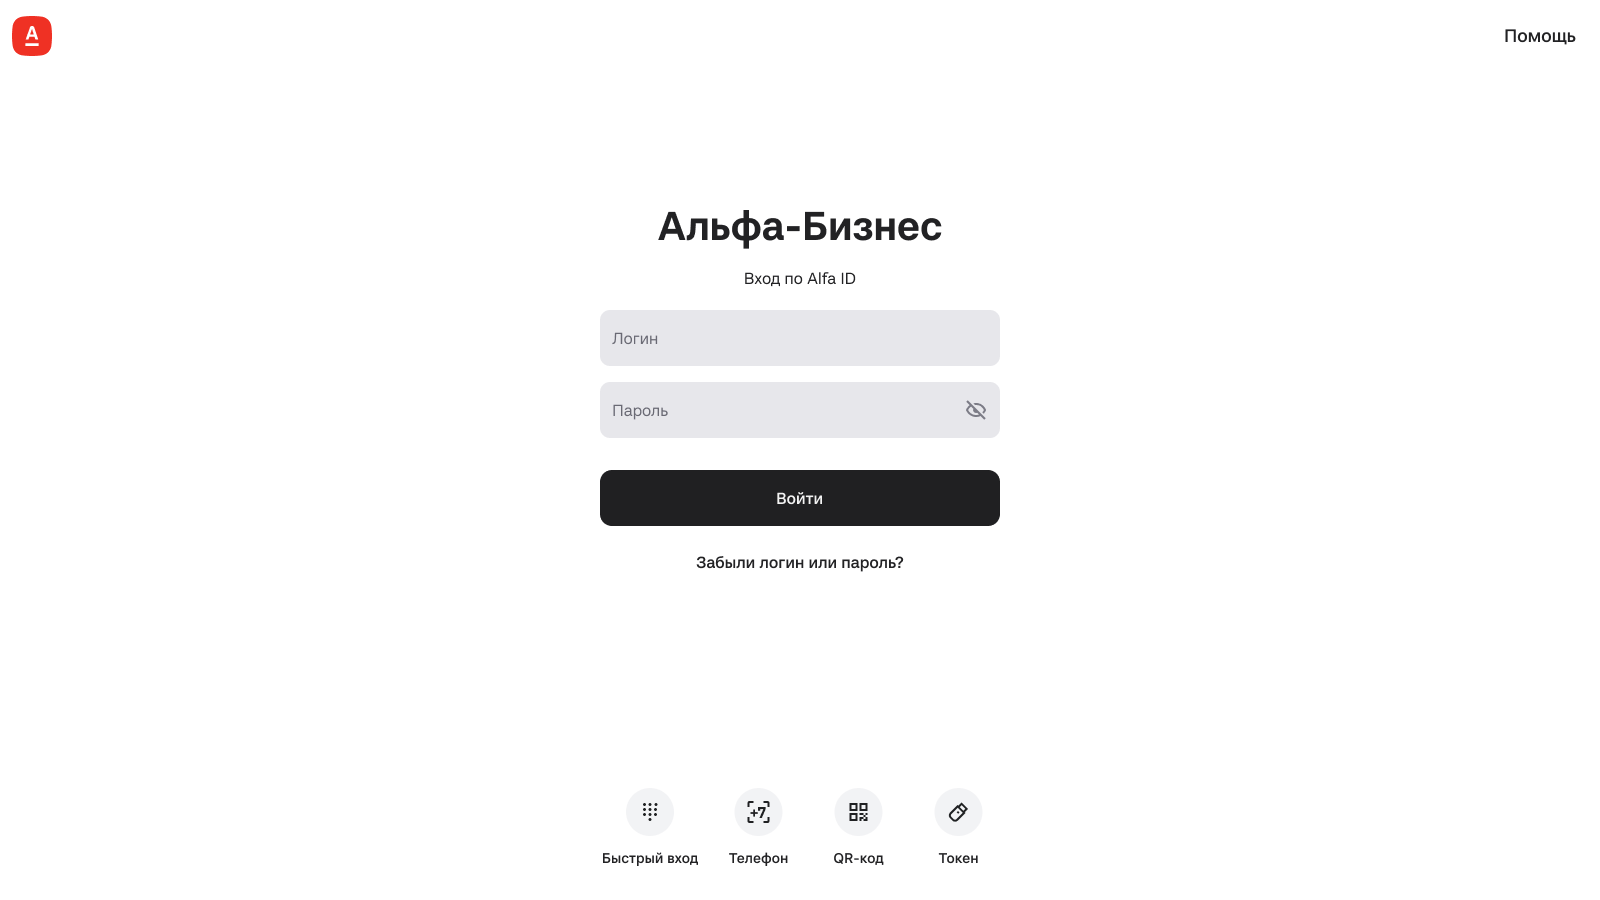 A
Помощь
Альфа-Бизнес
Вход по Alfa ID
Логин
Пароль
Войти
Забыли логин или пароль?
+7
Быстрый вход
Телефон
QR-код
Токен